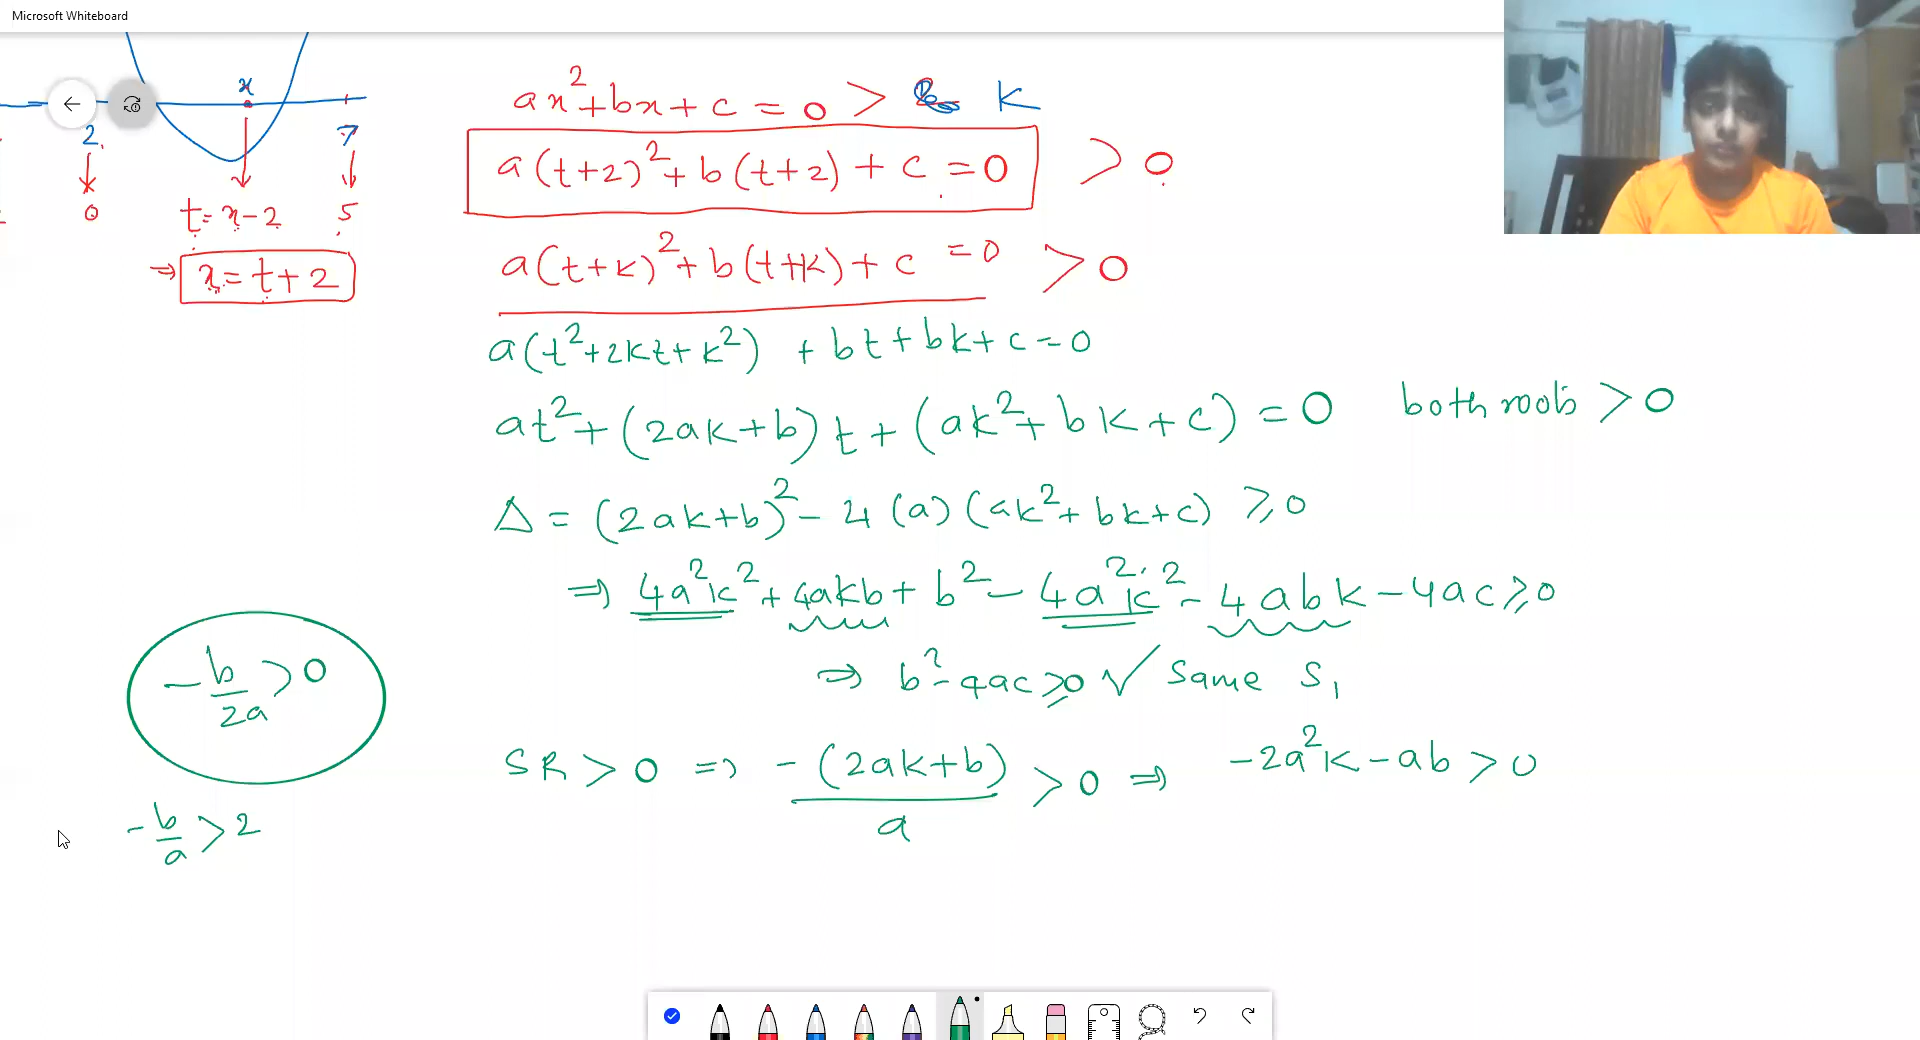 Microsoft Whiteboard
x
2 7
0 t = x-2 5
⇒ x = t+2
ax²+bx+c = 0 > K
a(t+2)²+b(t+2)+c = 0 > 0
a(t+k)²+b(t+k)+c = 0 > 0
a(t²+2kt+k²) + bt+bk+c = 0
at²+(2ak+b)t+(ak²+bk+c) = 0 both roots > 0
Δ = (2ak+b)² - 4(a)(ak²+bk+c) ≥ 0
⇒ 4a²k²+4akb+b²-4a²k²-4abk-4ac ≥ 0
⇒ b²-4ac ≥ 0 ✓ Same S₁
SR > 0 ⇒ -(2ak+b)/a > 0 ⇒ -2a²k-ab > 0
-b/2a > 0
-b/a > 2